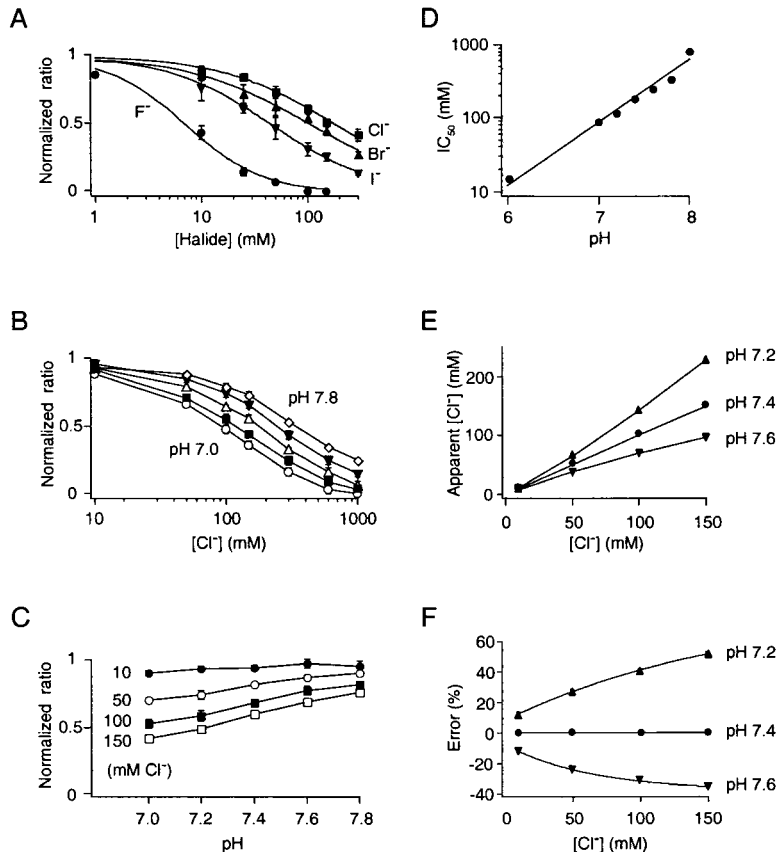 A
Normalized ratio
1
0.5
0
F⁻
Cl⁻
Br⁻
I⁻
1
10
100
[Halide] (mM)
D
IC₅₀ (mM)
1000
100
10
6
7
8
pH
B
Normalized ratio
1
0.5
0
pH 7.8
pH 7.0
10
100
1000
[Cl⁻] (mM)
E
Apparent [Cl⁻] (mM)
200
100
0
pH 7.2
pH 7.4
pH 7.6
0
50
100
150
[Cl⁻] (mM)
C
Normalized ratio
1
0.5
0
10
50
100
150
(mM Cl⁻)
7.0
7.2
7.4
7.6
7.8
pH
F
Error (%)
60
40
20
0
-20
-40
pH 7.2
pH 7.4
pH 7.6
0
50
100
150
[Cl⁻] (mM)